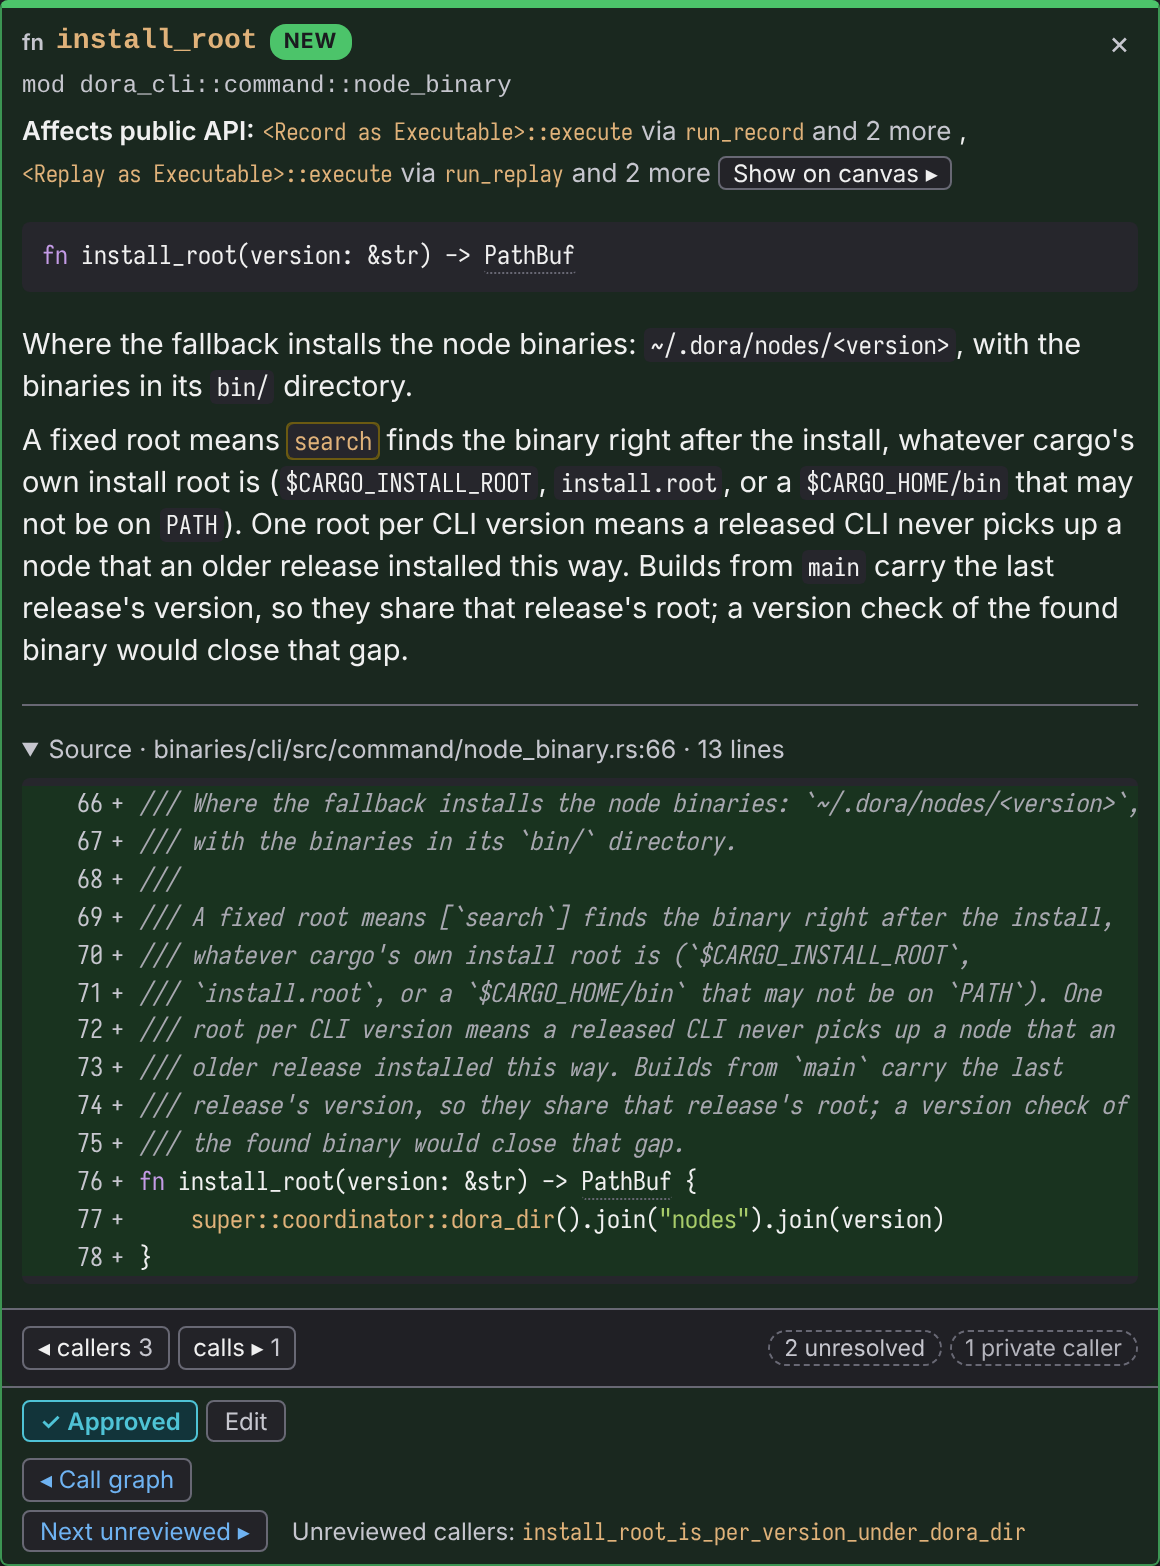 fn install_root NEW ×
mod dora_cli::command::node_binary
Affects public API: <Record as Executable>::execute via run_record and 2 more ,
<Replay as Executable>::execute via run_replay and 2 more Show on canvas ▸
fn install_root(version: &str) -> PathBuf
Where the fallback installs the node binaries: ~/.dora/nodes/<version>, with the
binaries in its bin/ directory.
A fixed root means search finds the binary right after the install, whatever cargo's
own install root is ($CARGO_INSTALL_ROOT, install.root, or a $CARGO_HOME/bin that may
not be on PATH). One root per CLI version means a released CLI never picks up a
node that an older release installed this way. Builds from main carry the last
release's version, so they share that release's root; a version check of the found
binary would close that gap.
▼ Source · binaries/cli/src/command/node_binary.rs:66 · 13 lines
66 + /// Where the fallback installs the node binaries: `~/.dora/nodes/<version>`,
67 + /// with the binaries in its `bin/` directory.
68 + ///
69 + /// A fixed root means [`search`] finds the binary right after the install,
70 + /// whatever cargo's own install root is (`$CARGO_INSTALL_ROOT`,
71 + /// `install.root`, or a `$CARGO_HOME/bin` that may not be on `PATH`). One
72 + /// root per CLI version means a released CLI never picks up a node that an
73 + /// older release installed this way. Builds from `main` carry the last
74 + /// release's version, so they share that release's root; a version check of
75 + /// the found binary would close that gap.
76 + fn install_root(version: &str) -> PathBuf {
77 +     super::coordinator::dora_dir().join("nodes").join(version)
78 + }
◂ callers 3 calls ▸ 1 2 unresolved 1 private caller
✓ Approved Edit
◂ Call graph
Next unreviewed ▸ Unreviewed callers: install_root_is_per_version_under_dora_dir